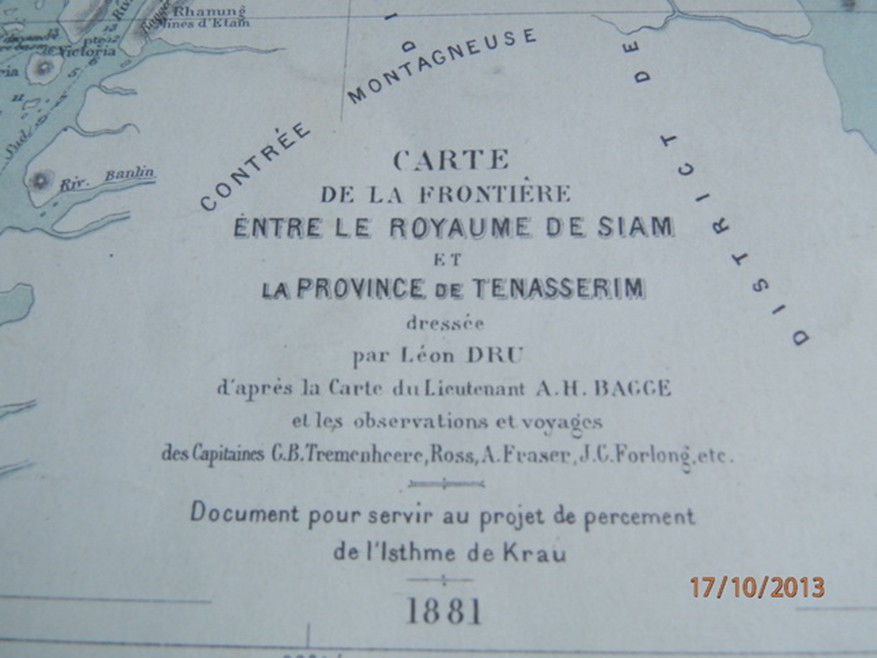 Rhanung
Mines d'Etam
Victoria
Riv. Banlin
CONTRÉE MONTAGNEUSE
DISTRICT DE
CARTE
DE LA FRONTIÈRE
ENTRE LE ROYAUME DE SIAM
ET
LA PROVINCE DE TENASSERIM
dressée
par Léon DRU
d'après la Carte du Lieutenant A.H. BAGGE
et les observations et voyages
des Capitaines C.B. Tremenheere, Ross, A. Fraser, J.C. Forlong, etc.
Document pour servir au projet de percement
de l'Isthme de Krau
17/10/2013
1881